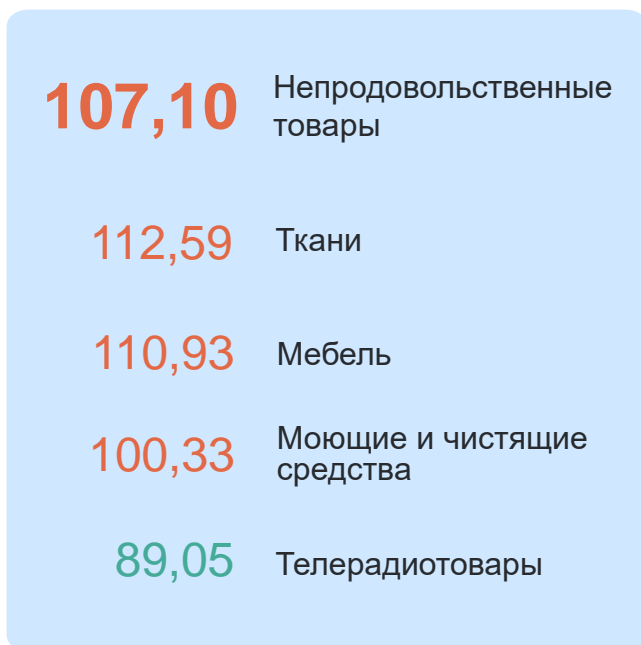 107,10 Непродовольственные
товары
112,59 Ткани
110,93 Мебель
100,33 Моющие и чистящие
средства
89,05 Телерадиотовары